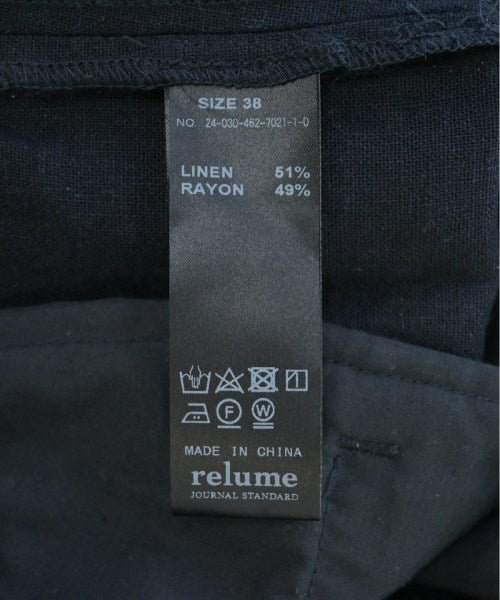 SIZE 38
NO. 24-030-462-7021-1-0
LINEN 51%
RAYON 49%
F W
MADE IN CHINA
relume
JOURNAL STANDARD